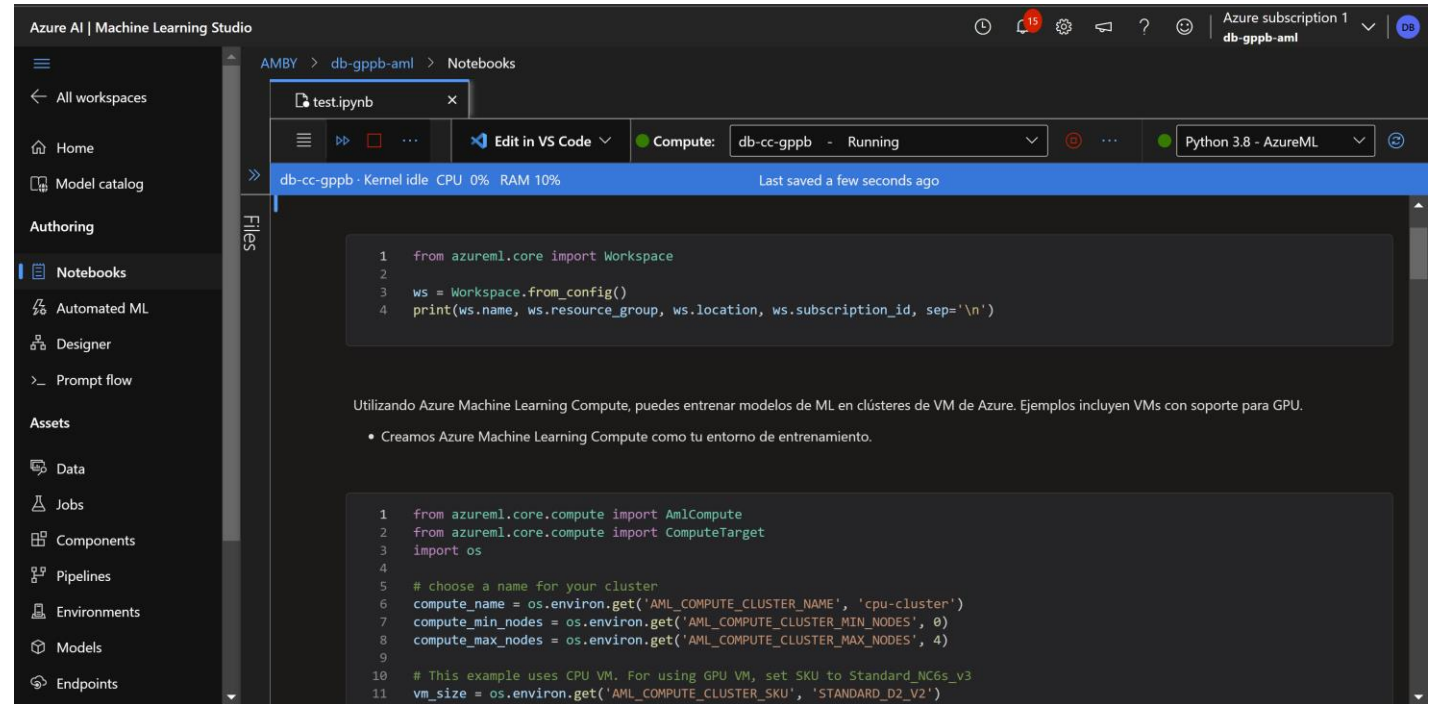 Azure AI | Machine Learning Studio
15
?
Azure subscription 1
db-gppb-aml
DB
All workspaces
Home
Model catalog
Authoring
Notebooks
Automated ML
Designer
Prompt flow
Assets
Data
Jobs
Components
Pipelines
Environments
Models
Endpoints
AMBY > db-gppb-aml > Notebooks
test.ipynb ×
Edit in VS Code
Compute: db-cc-gppb - Running
Python 3.8 - AzureML
db-cc-gppb · Kernel idle CPU 0% RAM 10%
Last saved a few seconds ago
Files
1 from azureml.core import Workspace
2
3 ws = Workspace.from_config()
4 print(ws.name, ws.resource_group, ws.location, ws.subscription_id, sep='\n')
Utilizando Azure Machine Learning Compute, puedes entrenar modelos de ML en clústeres de VM de Azure. Ejemplos incluyen VMs con soporte para GPU.
• Creamos Azure Machine Learning Compute como tu entorno de entrenamiento.
1 from azureml.core.compute import AmlCompute
2 from azureml.core.compute import ComputeTarget
3 import os
4
5 # choose a name for your cluster
6 compute_name = os.environ.get('AML_COMPUTE_CLUSTER_NAME', 'cpu-cluster')
7 compute_min_nodes = os.environ.get('AML_COMPUTE_CLUSTER_MIN_NODES', 0)
8 compute_max_nodes = os.environ.get('AML_COMPUTE_CLUSTER_MAX_NODES', 4)
9
10 # This example uses CPU VM. For using GPU VM, set SKU to Standard_NC6s_v3
11 vm_size = os.environ.get('AML_COMPUTE_CLUSTER_SKU', 'STANDARD_D2_V2')